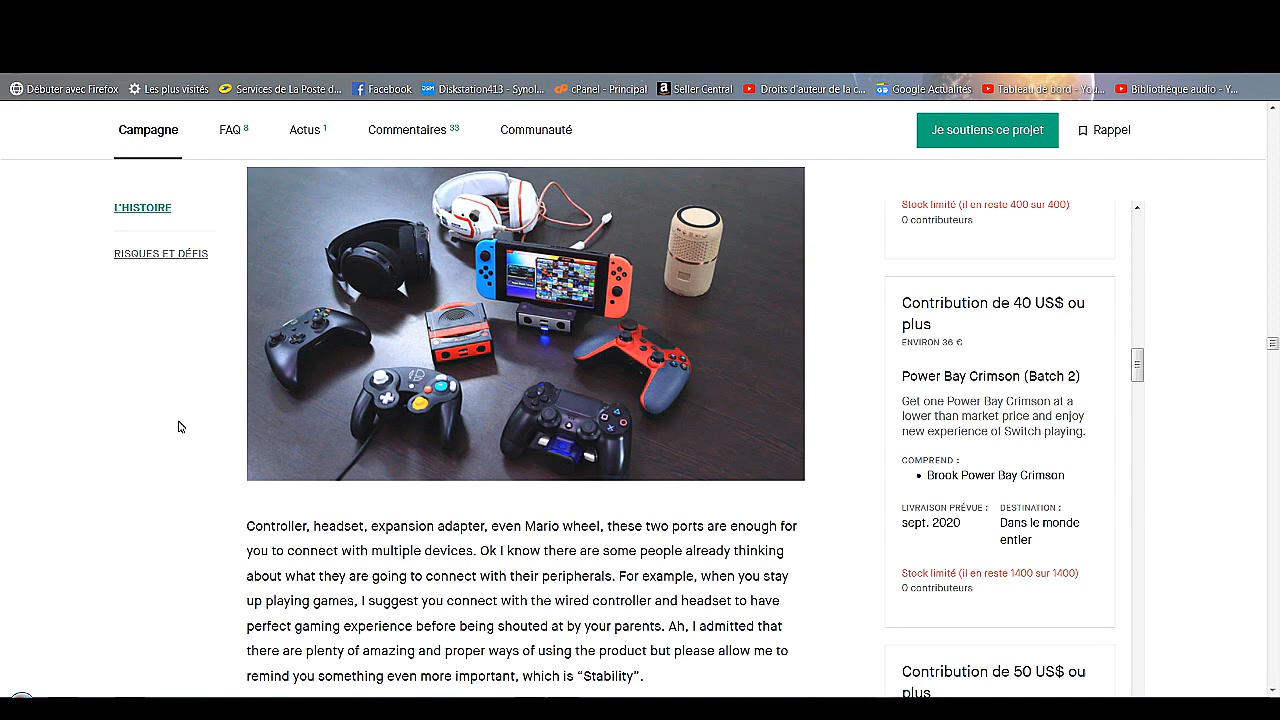 Débuter avec Firefox
Les plus visités
Services de La Poste d...
Facebook
Diskstation413 - Synol...
cPanel - Principal
Seller Central
Droits d'auteur de la c...
Google Actualités
Tableau de bord - You...
Bibliothèque audio - Y...
Campagne
FAQ 8
Actus 1
Commentaires 33
Communauté
Je soutiens ce projet
Rappel
L'HISTOIRE
RISQUES ET DÉFIS
Controller, headset, expansion adapter, even Mario wheel, these two ports are enough for
you to connect with multiple devices. Ok I know there are some people already thinking
about what they are going to connect with their peripherals. For example, when you stay
up playing games, I suggest you connect with the wired controller and headset to have
perfect gaming experience before being shouted at by your parents. Ah, I admitted that
there are plenty of amazing and proper ways of using the product but please allow me to
remind you something even more important, which is “Stability”.
Stock limité (il en reste 400 sur 400)
0 contributeurs
Contribution de 40 US$ ou
plus
ENVIRON 36 €
Power Bay Crimson (Batch 2)
Get one Power Bay Crimson at a
lower than market price and enjoy
new experience of Switch playing.
COMPREND :
• Brook Power Bay Crimson
LIVRAISON PRÉVUE :
sept. 2020
DESTINATION :
Dans le monde
entier
Stock limité (il en reste 1400 sur 1400)
0 contributeurs
Contribution de 50 US$ ou
plus